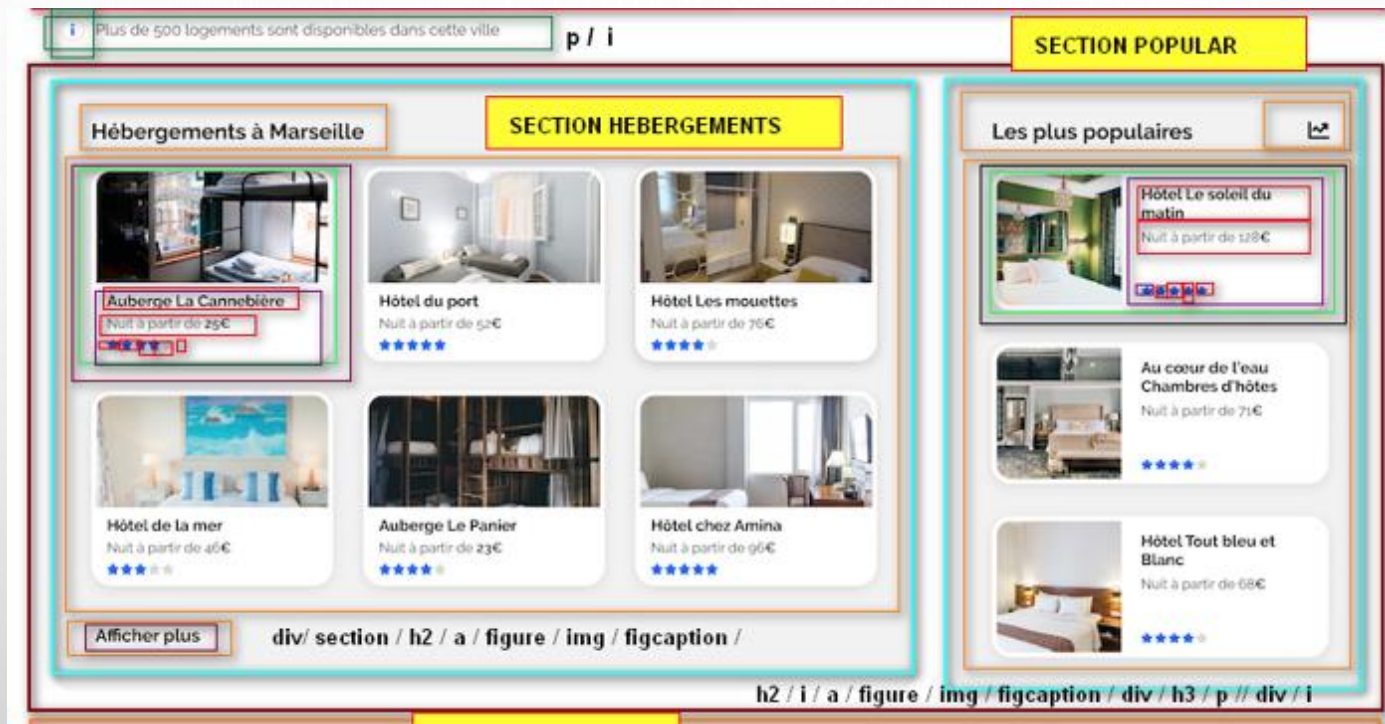 i Plus de 500 logements sont disponibles dans cette ville
p / i
SECTION POPULAR
Hébergements à Marseille
SECTION HEBERGEMENTS
Les plus populaires
Auberge La Cannebière
Nuit à partir de 25€
Hôtel du port
Nuit à partir de 52€
Hôtel Les mouettes
Nuit à partir de 76€
Hôtel Le soleil du
matin
Nuit à partir de 128€
Au cœur de l'eau
Chambres d'hôtes
Nuit à partir de 71€
Hôtel de la mer
Nuit à partir de 46€
Auberge Le Panier
Nuit à partir de 23€
Hôtel chez Amina
Nuit à partir de 96€
Hôtel Tout bleu et
Blanc
Nuit à partir de 68€
Afficher plus
div/ section / h2 / a / figure / img / figcaption /
h2 / i / a / figure / img / figcaption / div / h3 / p // div / i